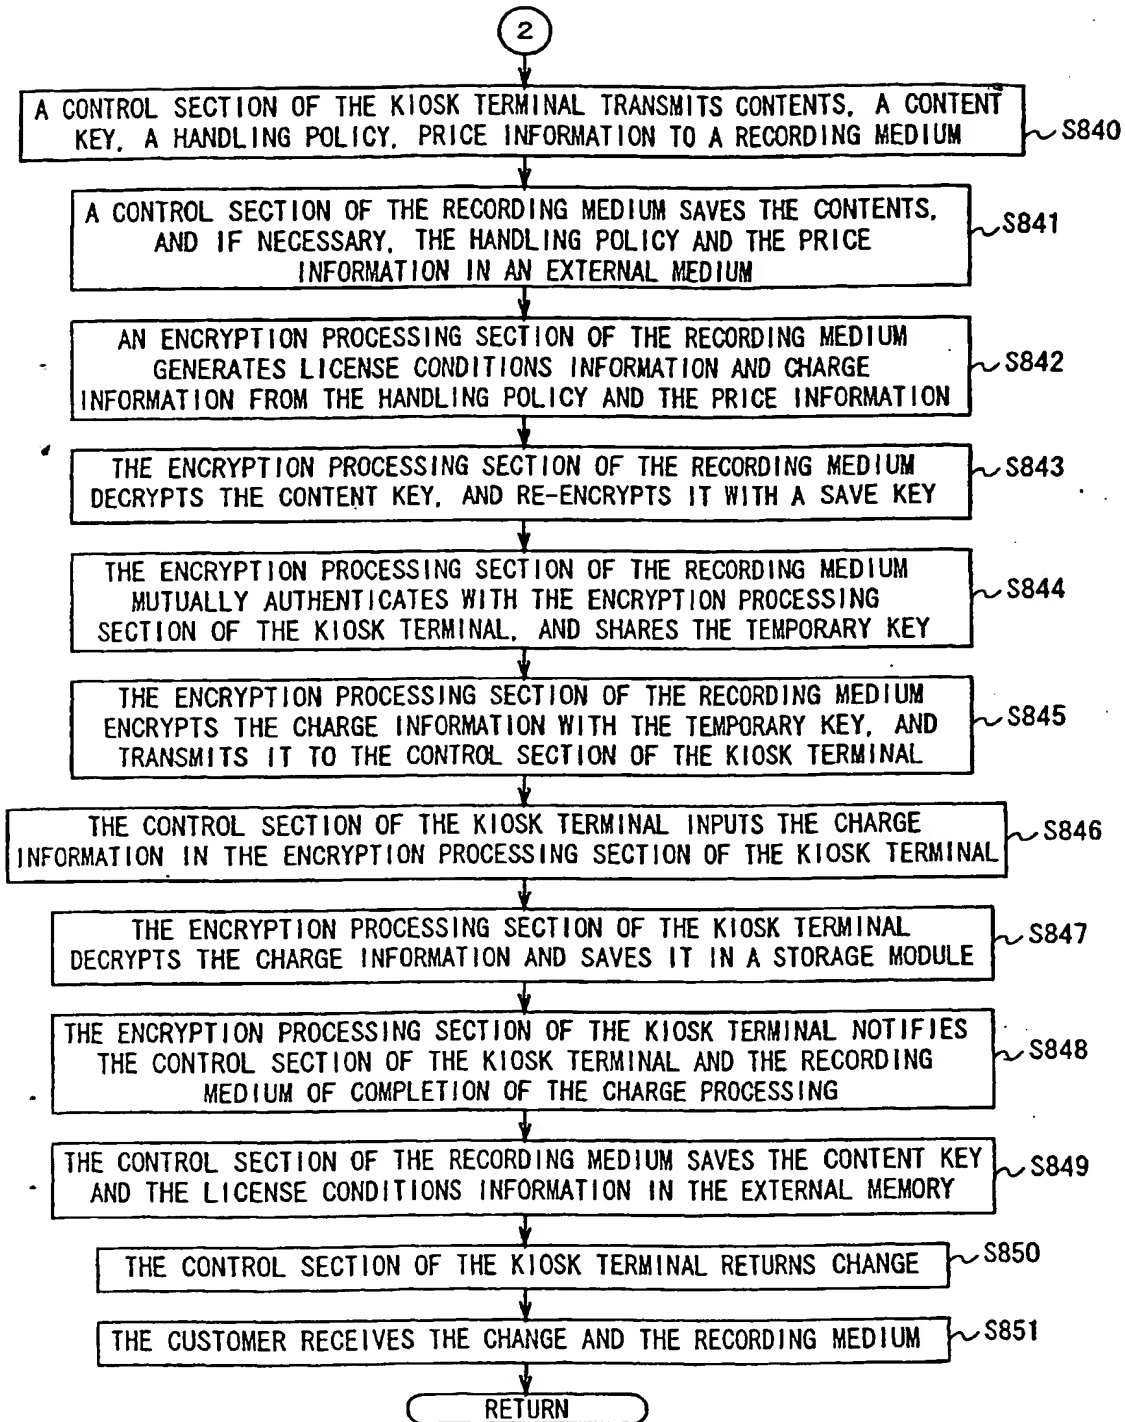 2
A CONTROL SECTION OF THE KIOSK TERMINAL TRANSMITS CONTENTS, A CONTENT
KEY, A HANDLING POLICY, PRICE INFORMATION TO A RECORDING MEDIUM
S840
A CONTROL SECTION OF THE RECORDING MEDIUM SAVES THE CONTENTS,
AND IF NECESSARY, THE HANDLING POLICY AND THE PRICE
INFORMATION IN AN EXTERNAL MEDIUM
S841
AN ENCRYPTION PROCESSING SECTION OF THE RECORDING MEDIUM
GENERATES LICENSE CONDITIONS INFORMATION AND CHARGE
INFORMATION FROM THE HANDLING POLICY AND THE PRICE INFORMATION
S842
THE ENCRYPTION PROCESSING SECTION OF THE RECORDING MEDIUM
DECRYPTS THE CONTENT KEY, AND RE-ENCRYPTS IT WITH A SAVE KEY
S843
THE ENCRYPTION PROCESSING SECTION OF THE RECORDING MEDIUM
MUTUALLY AUTHENTICATES WITH THE ENCRYPTION PROCESSING
SECTION OF THE KIOSK TERMINAL, AND SHARES THE TEMPORARY KEY
S844
THE ENCRYPTION PROCESSING SECTION OF THE RECORDING MEDIUM
ENCRYPTS THE CHARGE INFORMATION WITH THE TEMPORARY KEY, AND
TRANSMITS IT TO THE CONTROL SECTION OF THE KIOSK TERMINAL
S845
THE CONTROL SECTION OF THE KIOSK TERMINAL INPUTS THE CHARGE
INFORMATION IN THE ENCRYPTION PROCESSING SECTION OF THE KIOSK TERMINAL
S846
THE ENCRYPTION PROCESSING SECTION OF THE KIOSK TERMINAL
DECRYPTS THE CHARGE INFORMATION AND SAVES IT IN A STORAGE MODULE
S847
THE ENCRYPTION PROCESSING SECTION OF THE KIOSK TERMINAL NOTIFIES
THE CONTROL SECTION OF THE KIOSK TERMINAL AND THE RECORDING
MEDIUM OF COMPLETION OF THE CHARGE PROCESSING
S848
THE CONTROL SECTION OF THE RECORDING MEDIUM SAVES THE CONTENT KEY
AND THE LICENSE CONDITIONS INFORMATION IN THE EXTERNAL MEMORY
S849
THE CONTROL SECTION OF THE KIOSK TERMINAL RETURNS CHANGE
S850
THE CUSTOMER RECEIVES THE CHANGE AND THE RECORDING MEDIUM
S851
RETURN